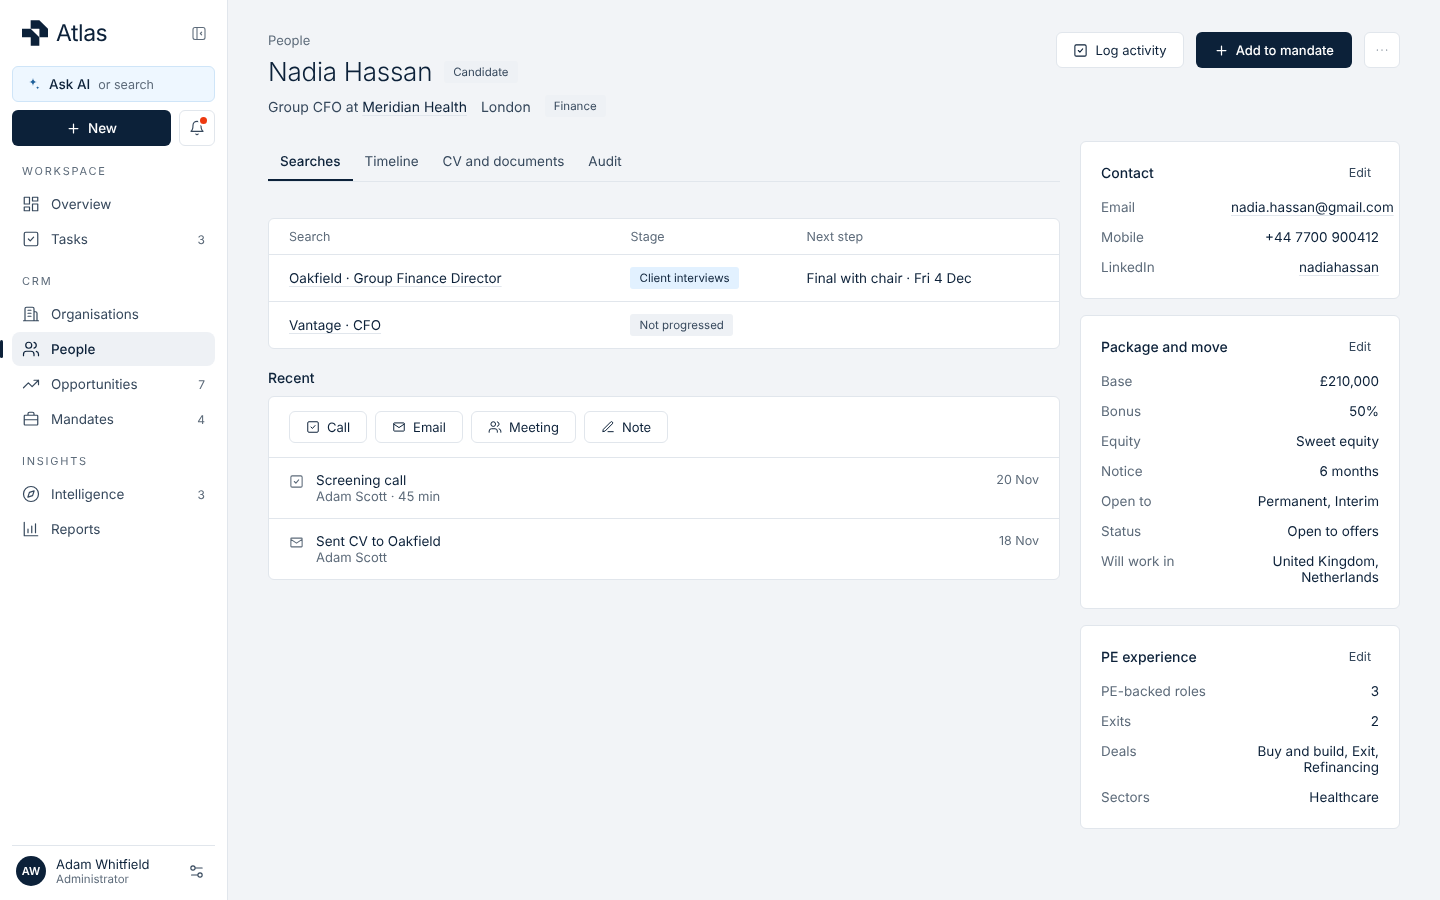 Atlas
Ask AI or search
New
WORKSPACE
Overview
Tasks 3
CRM
Organisations
People
Opportunities 7
Mandates 4
INSIGHTS
Intelligence 3
Reports
AW
Adam Whitfield
Administrator
People
Nadia Hassan Candidate
Group CFO at Meridian Health London Finance
Log activity
Add to mandate
Searches Timeline CV and documents Audit
Search Stage Next step
Oakfield · Group Finance Director Client interviews Final with chair · Fri 4 Dec
Vantage · CFO Not progressed
Recent
Call Email Meeting Note
Screening call 20 Nov
Adam Scott · 45 min
Sent CV to Oakfield 18 Nov
Adam Scott
Contact Edit
Email nadia.hassan@gmail.com
Mobile +44 7700 900412
LinkedIn nadiahassan
Package and move Edit
Base £210,000
Bonus 50%
Equity Sweet equity
Notice 6 months
Open to Permanent, Interim
Status Open to offers
Will work in United Kingdom,
Netherlands
PE experience Edit
PE-backed roles 3
Exits 2
Deals Buy and build, Exit,
Refinancing
Sectors Healthcare